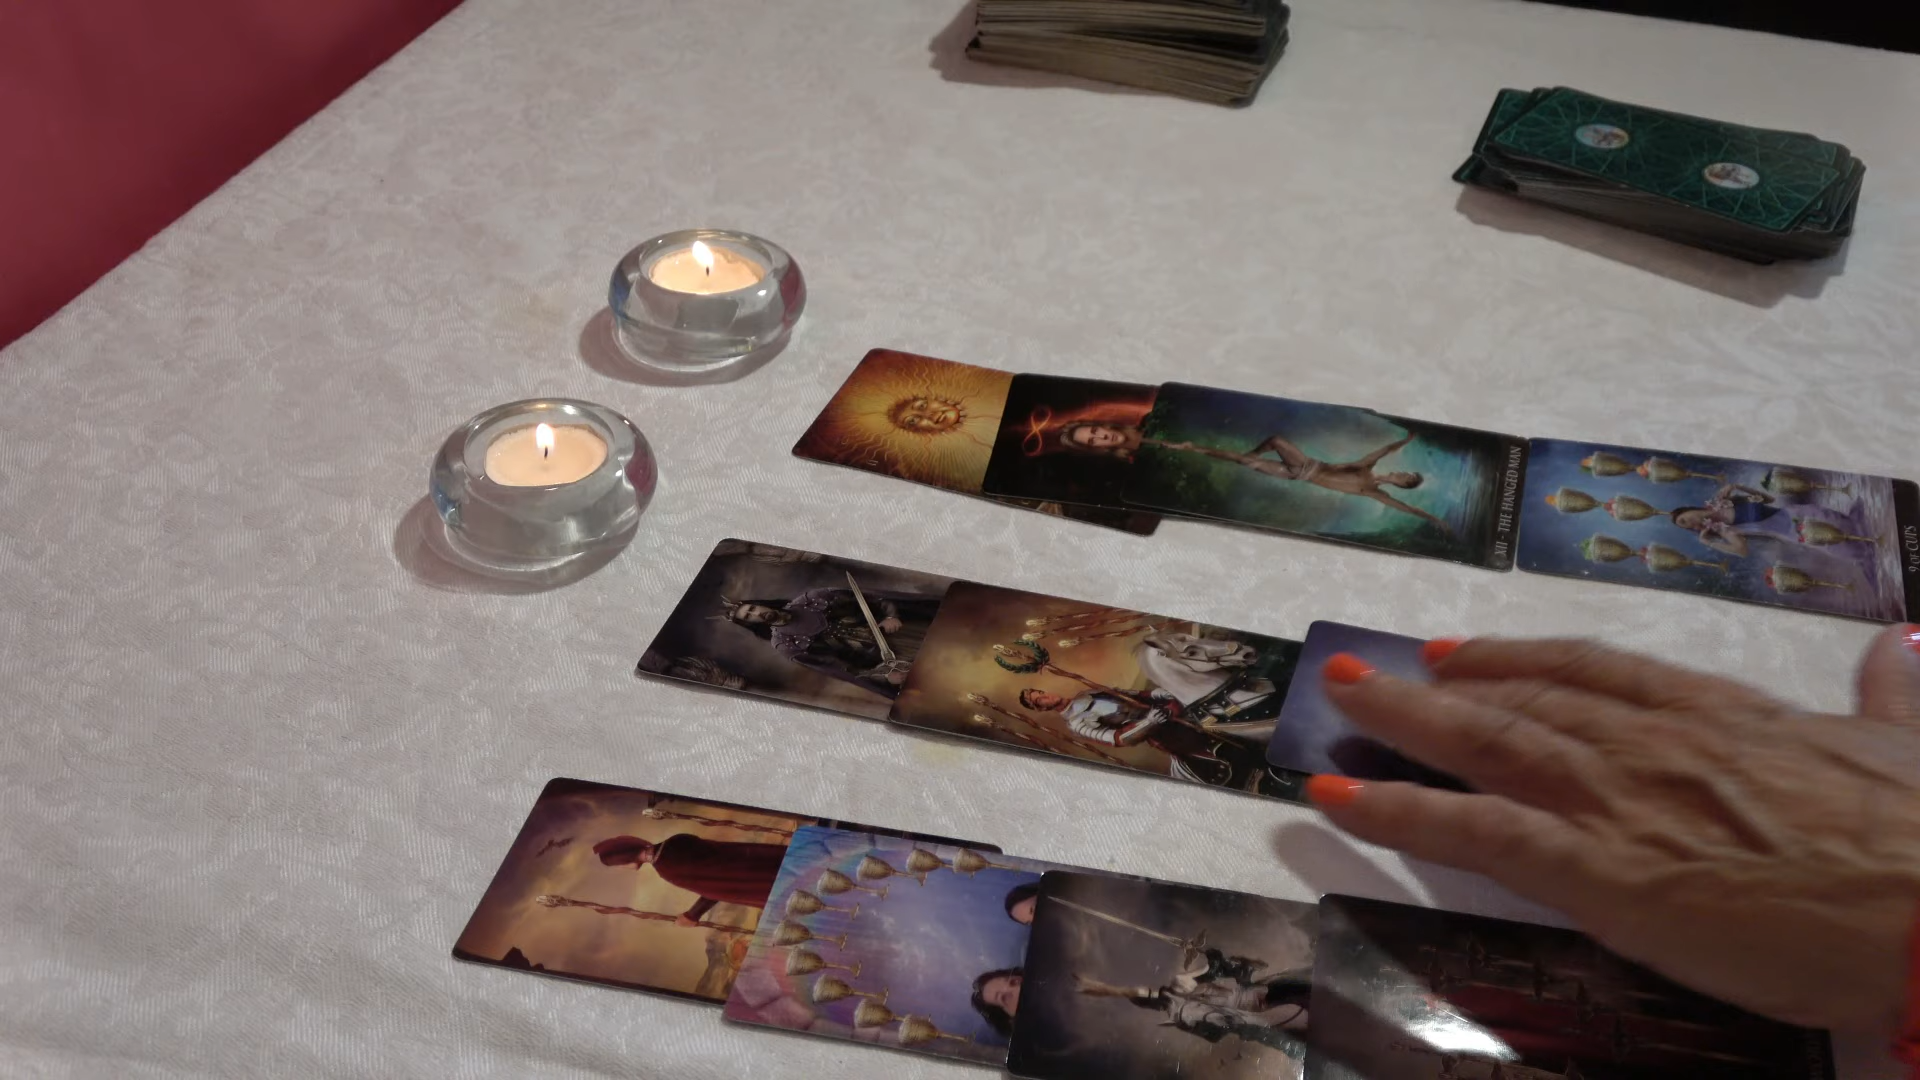 XII - THE HANGED MAN
9 OF CUPS